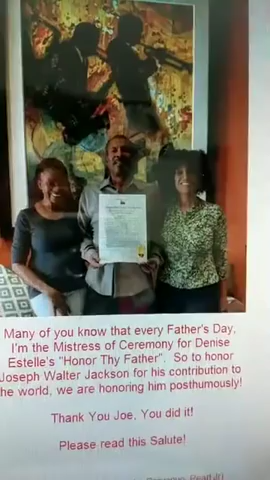 Many of you know that every Father's Day,
I'm the Mistress of Ceremony for Denise
Estelle's "Honor Thy Father". So to honor
Joseph Walter Jackson for his contribution to
the world, we are honoring him posthumously!
Thank You Joe. You did it!
Please read this Salute!
Pearl Jr)